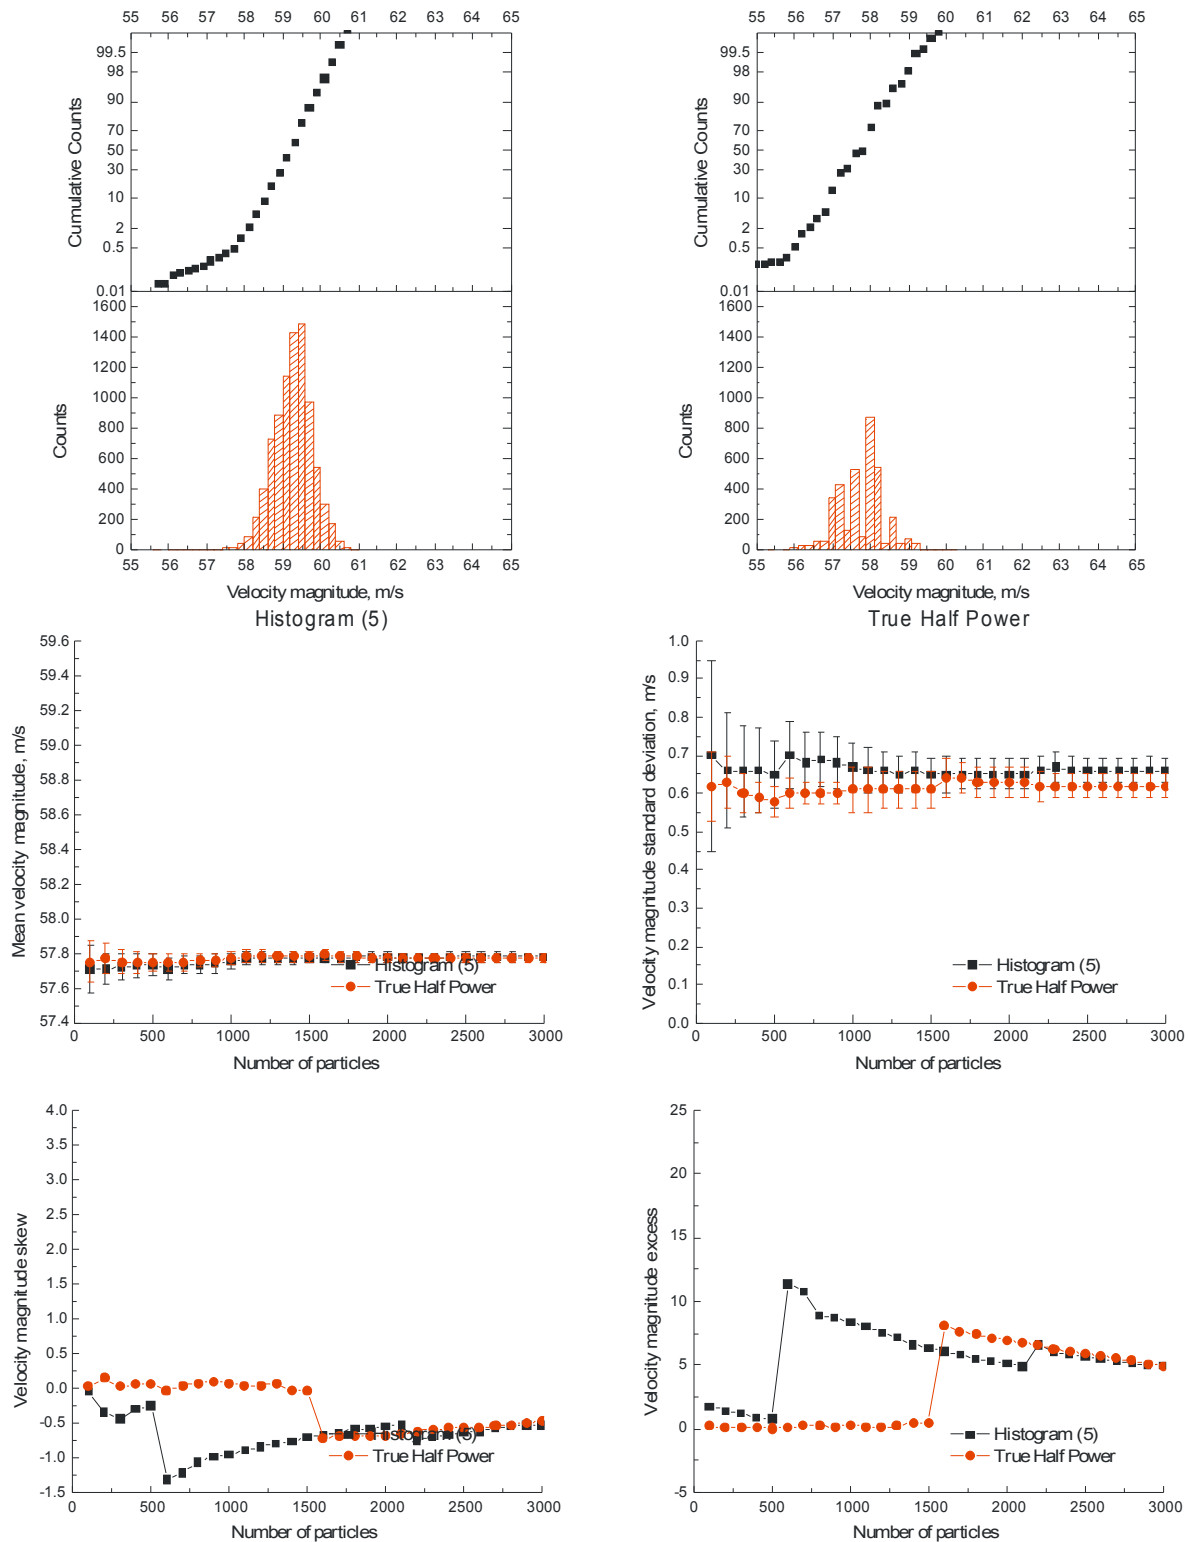 55 56 57 58 59 60 61 62 63 64 65
55 56 57 58 59 60 61 62 63 64 65
99.5
98
90
70
50
30
10
2
0.5
0.01
Cumulative Counts
99.5
98
90
70
50
30
10
2
0.5
0.01
Cumulative Counts
1600
1400
1200
1000
800
600
400
200
0
Counts
1600
1400
1200
1000
800
600
400
200
0
Counts
55 56 57 58 59 60 61 62 63 64 65
Velocity magnitude, m/s
Histogram (5)
55 56 57 58 59 60 61 62 63 64 65
Velocity magnitude, m/s
True Half Power
59.6
59.4
59.2
59.0
58.8
58.6
58.4
58.2
58.0
57.8
57.6
57.4
Mean velocity magnitude, m/s
Histogram (5)
True Half Power
0 500 1000 1500 2000 2500 3000
Number of particles
1.0
0.9
0.8
0.7
0.6
0.5
0.4
0.3
0.2
0.1
0.0
Velocity magnitude standard deviation, m/s
Histogram (5)
True Half Power
0 500 1000 1500 2000 2500 3000
Number of particles
4.0
3.5
3.0
2.5
2.0
1.5
1.0
0.5
0.0
-0.5
-1.0
-1.5
Velocity magnitude skew
Histogram (5)
True Half Power
0 500 1000 1500 2000 2500 3000
Number of particles
25
20
15
10
5
0
-5
Velocity magnitude excess
Histogram (5)
True Half Power
0 500 1000 1500 2000 2500 3000
Number of particles